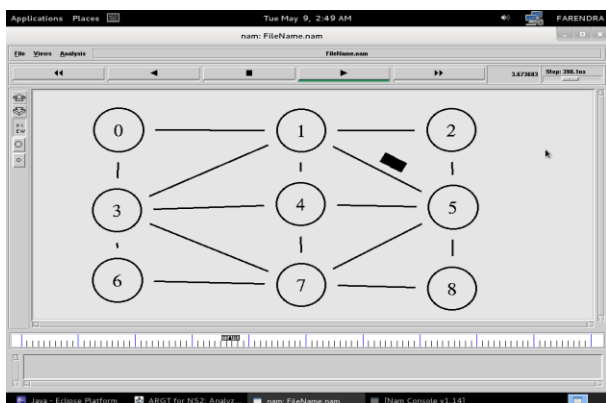 Applications Places Tue May 9, 2:49 AM FARENDRA
nam: FileName.nam
File Views Analysis FileName.nam
3.673683 Step: 398.1us
0 1 2
3 4 5
6 7 8
Java - Eclipse Platform ARGT for NS2: Analyz... nam: FileName.nam [Nam Console v1.14]